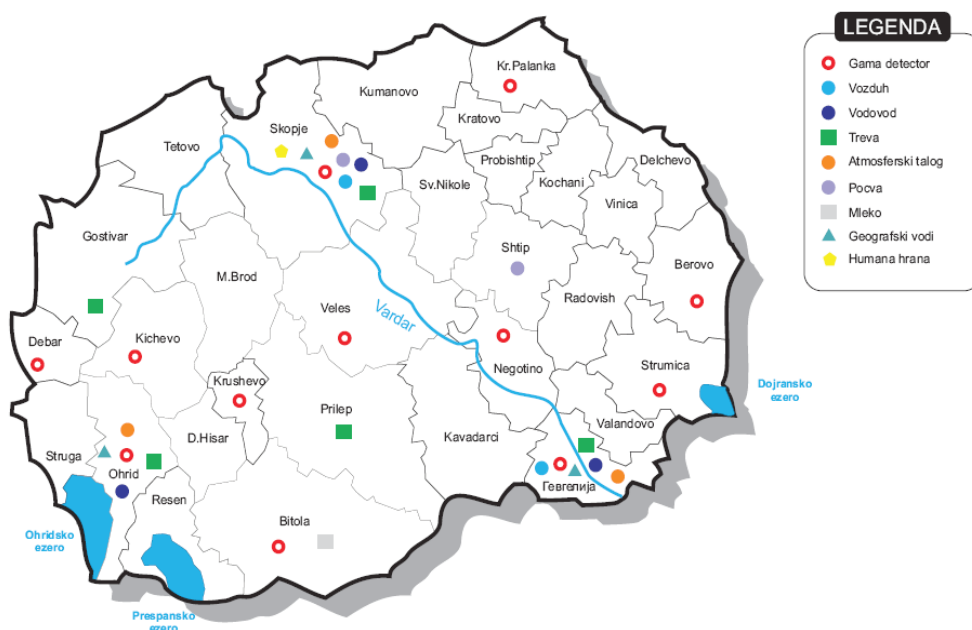 LEGENDA
Gama detector
Vozduh
Vodovod
Treva
Atmosferski talog
Pocva
Mleko
Geografski vodi
Humana hrana
Kr.Palanka
Kumanovo
Kratovo
Skopje
Tetovo
Probishtip
Delchevo
Kochani
Sv.Nikole
Vinica
Gostivar
Shtip
Berovo
M.Brod
Radovish
Veles
Vardar
Debar
Kichevo
Strumica
Negotino
Krushevo
Dojransko
ezero
Prilep
Valandovo
D.Hisar
Kavadarci
Struga
Ohrid
Гевгелија
Resen
Bitola
Ohridsko
ezero
Prespansko
ezero